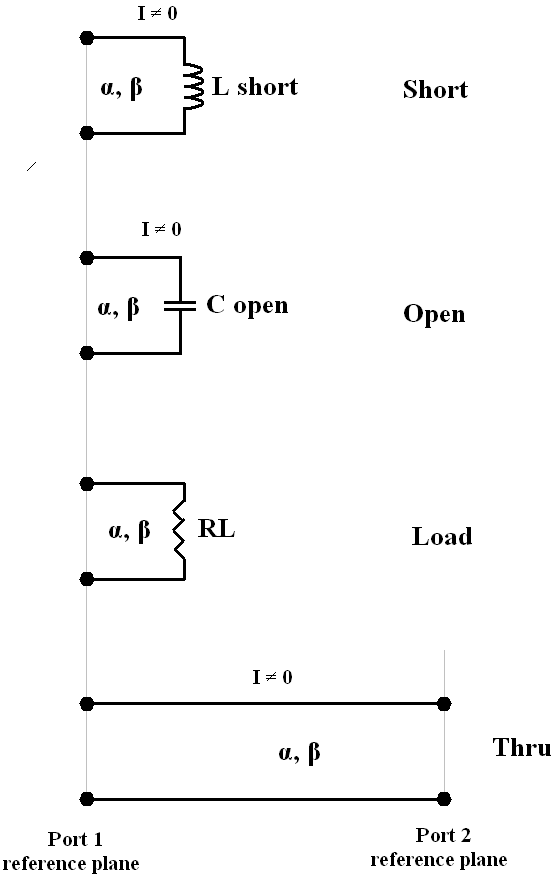 I ≠ 0
α, β L short Short
I ≠ 0
α, β C open Open
α, β RL Load
I ≠ 0
α, β Thru
Port 1
reference plane
Port 2
reference plane